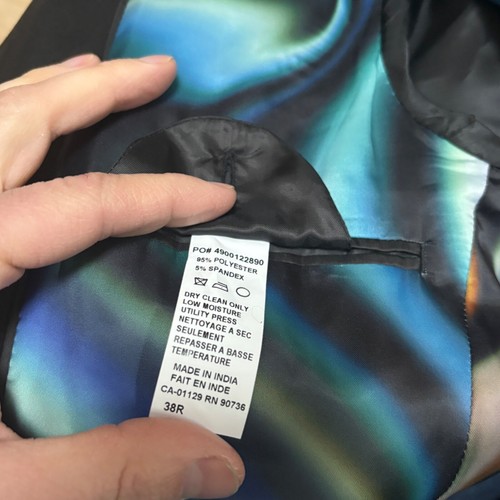 PO# 4900122890
95% POLYESTER
5% SPANDEX
DRY CLEAN ONLY
LOW MOISTURE
UTILITY PRESS
NETTOYAGE A SEC
SEULEMENT
REPASSER A BASSE
TEMPERATURE
MADE IN INDIA
FAIT EN INDE
CA-01129 RN 90736
38R